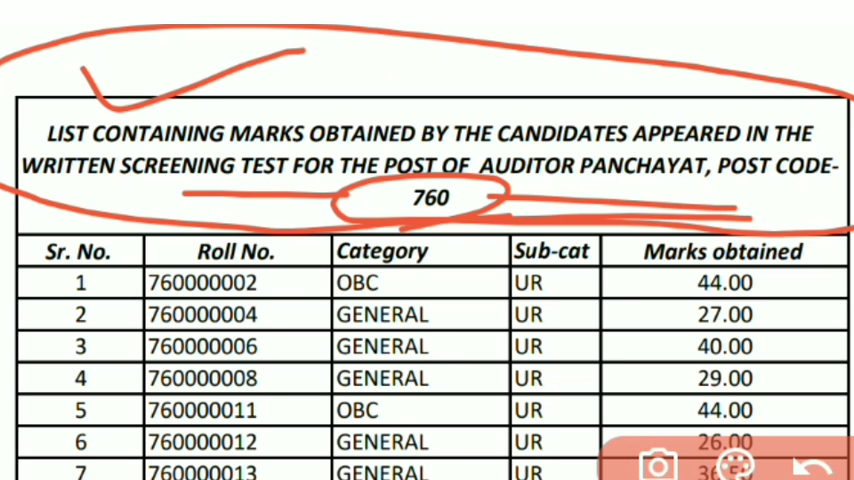 LIST CONTAINING MARKS OBTAINED BY THE CANDIDATES APPEARED IN THE
WRITTEN SCREENING TEST FOR THE POST OF AUDITOR PANCHAYAT, POST CODE-
760
Sr. No. Roll No. Category Sub-cat Marks obtained
1 760000002 OBC UR 44.00
2 760000004 GENERAL UR 27.00
3 760000006 GENERAL UR 40.00
4 760000008 GENERAL UR 29.00
5 760000011 OBC UR 44.00
6 760000012 GENERAL UR 26.00
7 760000013 GENERAL UR